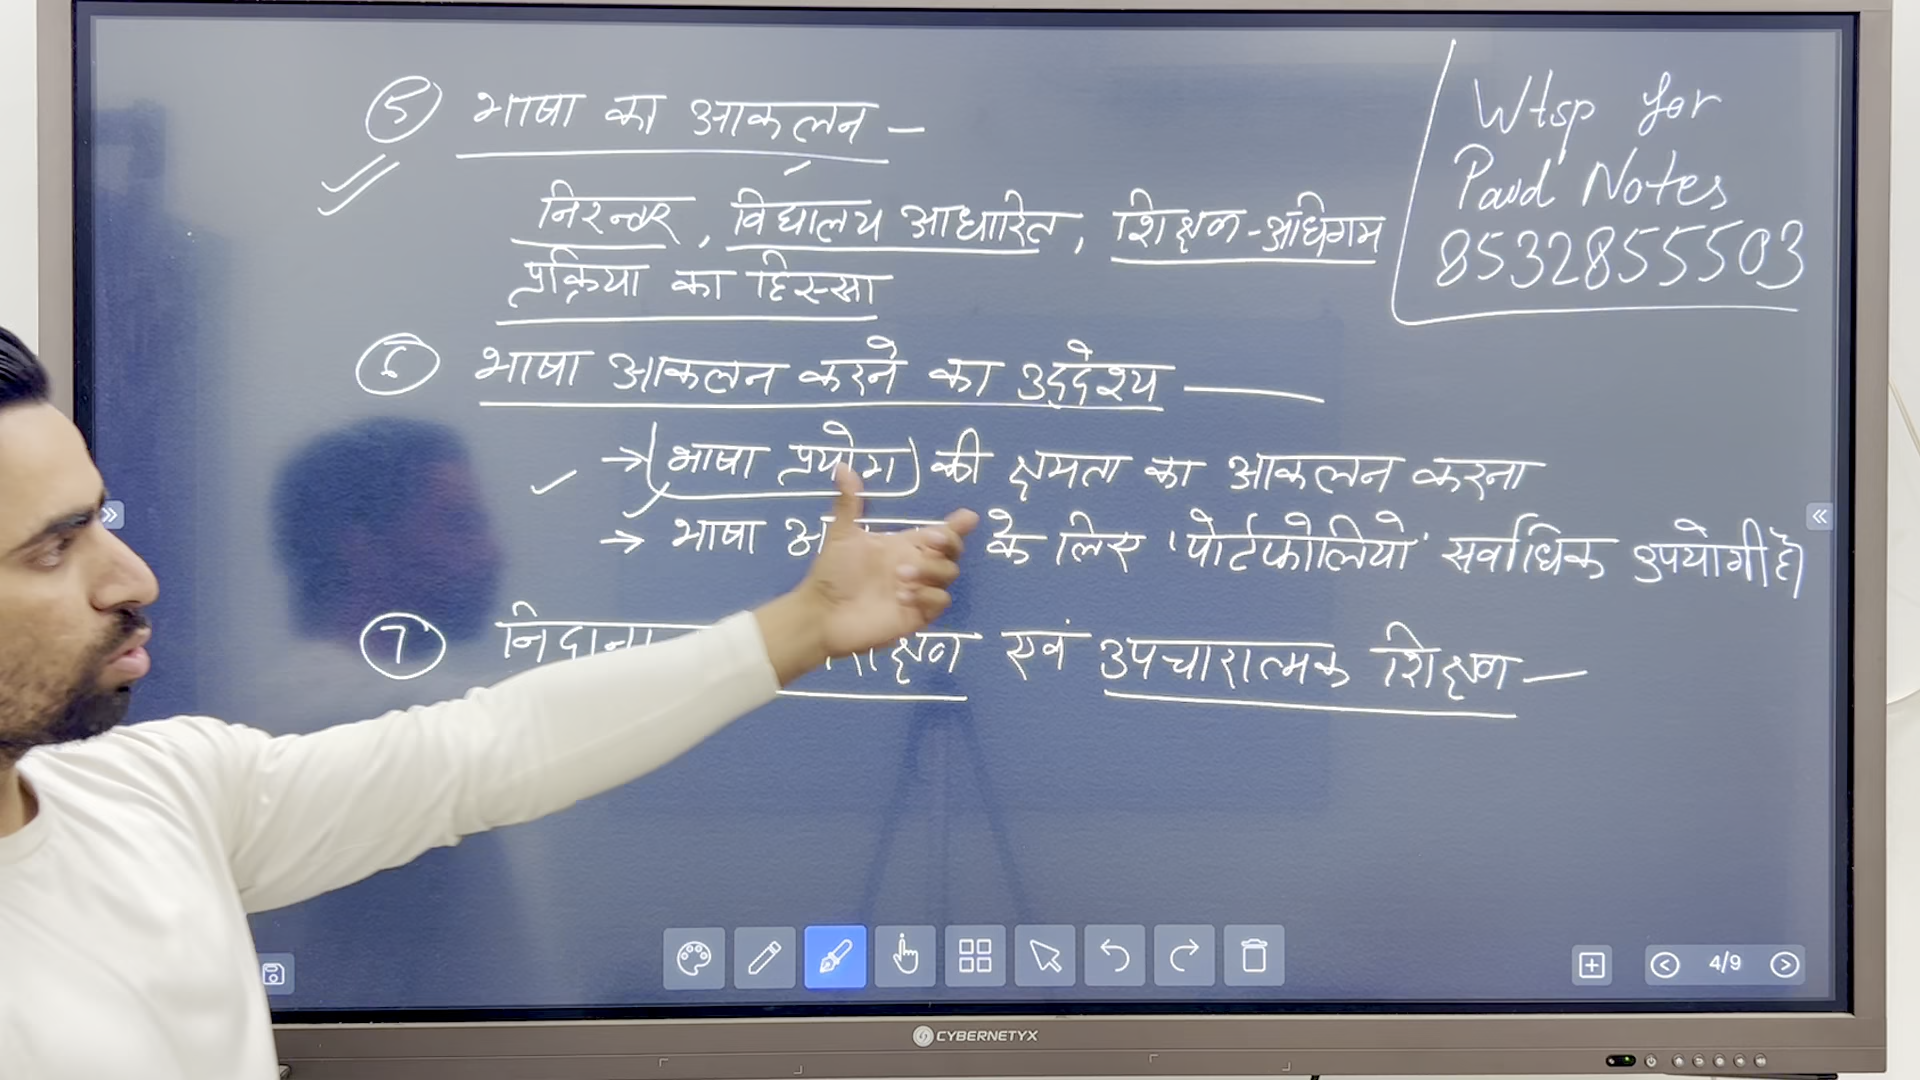 5 भाषा का आकलन —
निरन्तर, विद्यालय आधारित, शिक्षण-अधिगम
प्रक्रिया का हिस्सा
6 भाषा आकलन करने का उद्देश्य —
→ (भाषा प्रयोग) की क्षमता का आकलन करना
→ भाषा के लिए 'पोर्टफोलियो' सर्वाधिक उपयोगी है।
7 एवं उपचारात्मक शिक्षण —
Wtsp for
Paid Notes
8532855503
4/9
CYBERNETYX